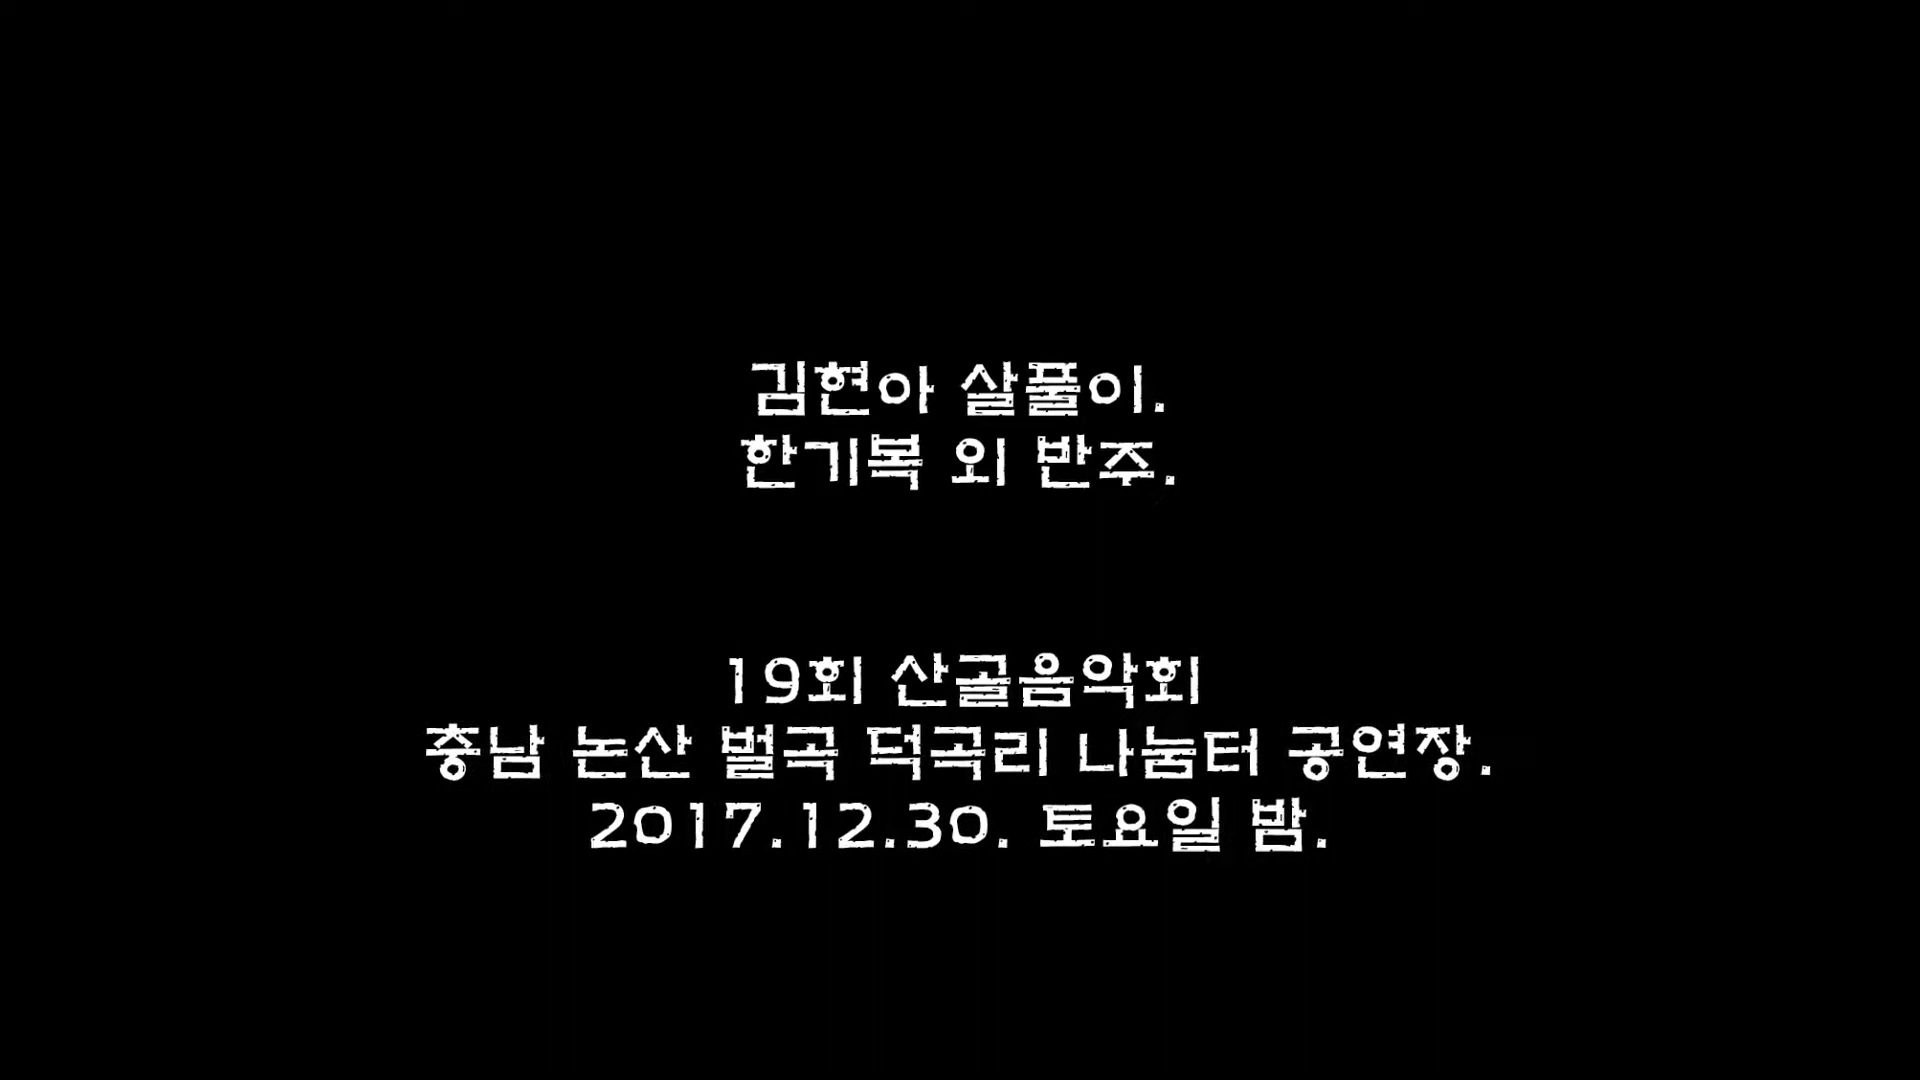 김현아 살풀이.
한기복 외 반주.
19회 산골음악회
충남 논산 벌곡 덕곡리 나눔터 공연장.
2017.12.30. 토요일 밤.